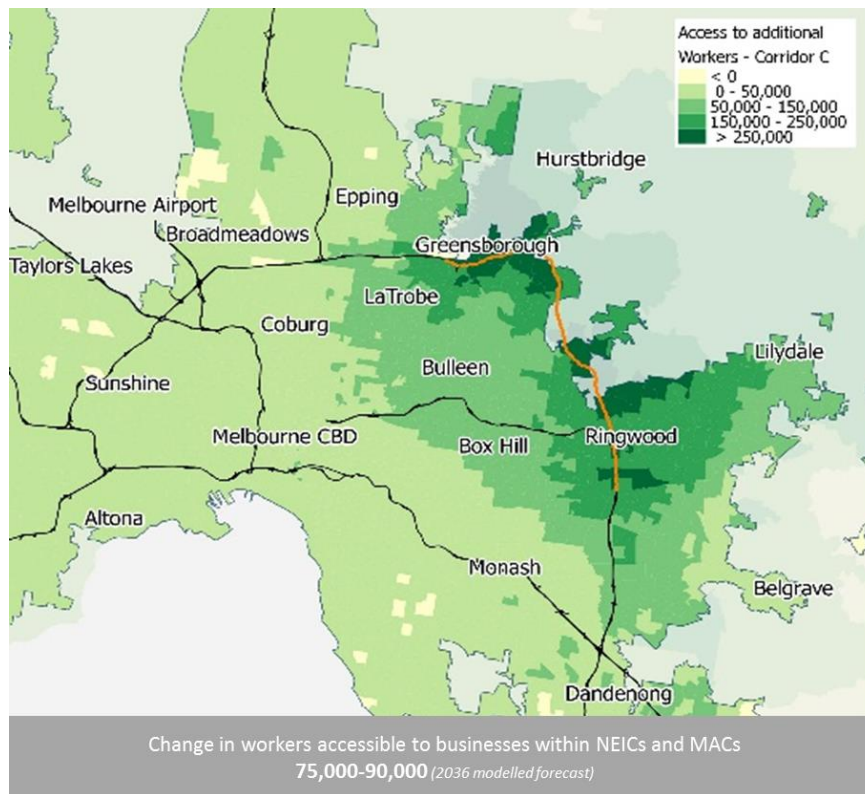 Access to additional
Workers - Corridor C
< 0
0 - 50,000
50,000 - 150,000
150,000 - 250,000
> 250,000
Hurstbridge
Epping
Melbourne Airport
Broadmeadows
Greensborough
Taylors Lakes
LaTrobe
Coburg
Lilydale
Bulleen
Sunshine
Melbourne CBD
Ringwood
Box Hill
Altona
Monash
Belgrave
Dandenong
Change in workers accessible to businesses within NEICs and MACs
75,000-90,000 (2036 modelled forecast)